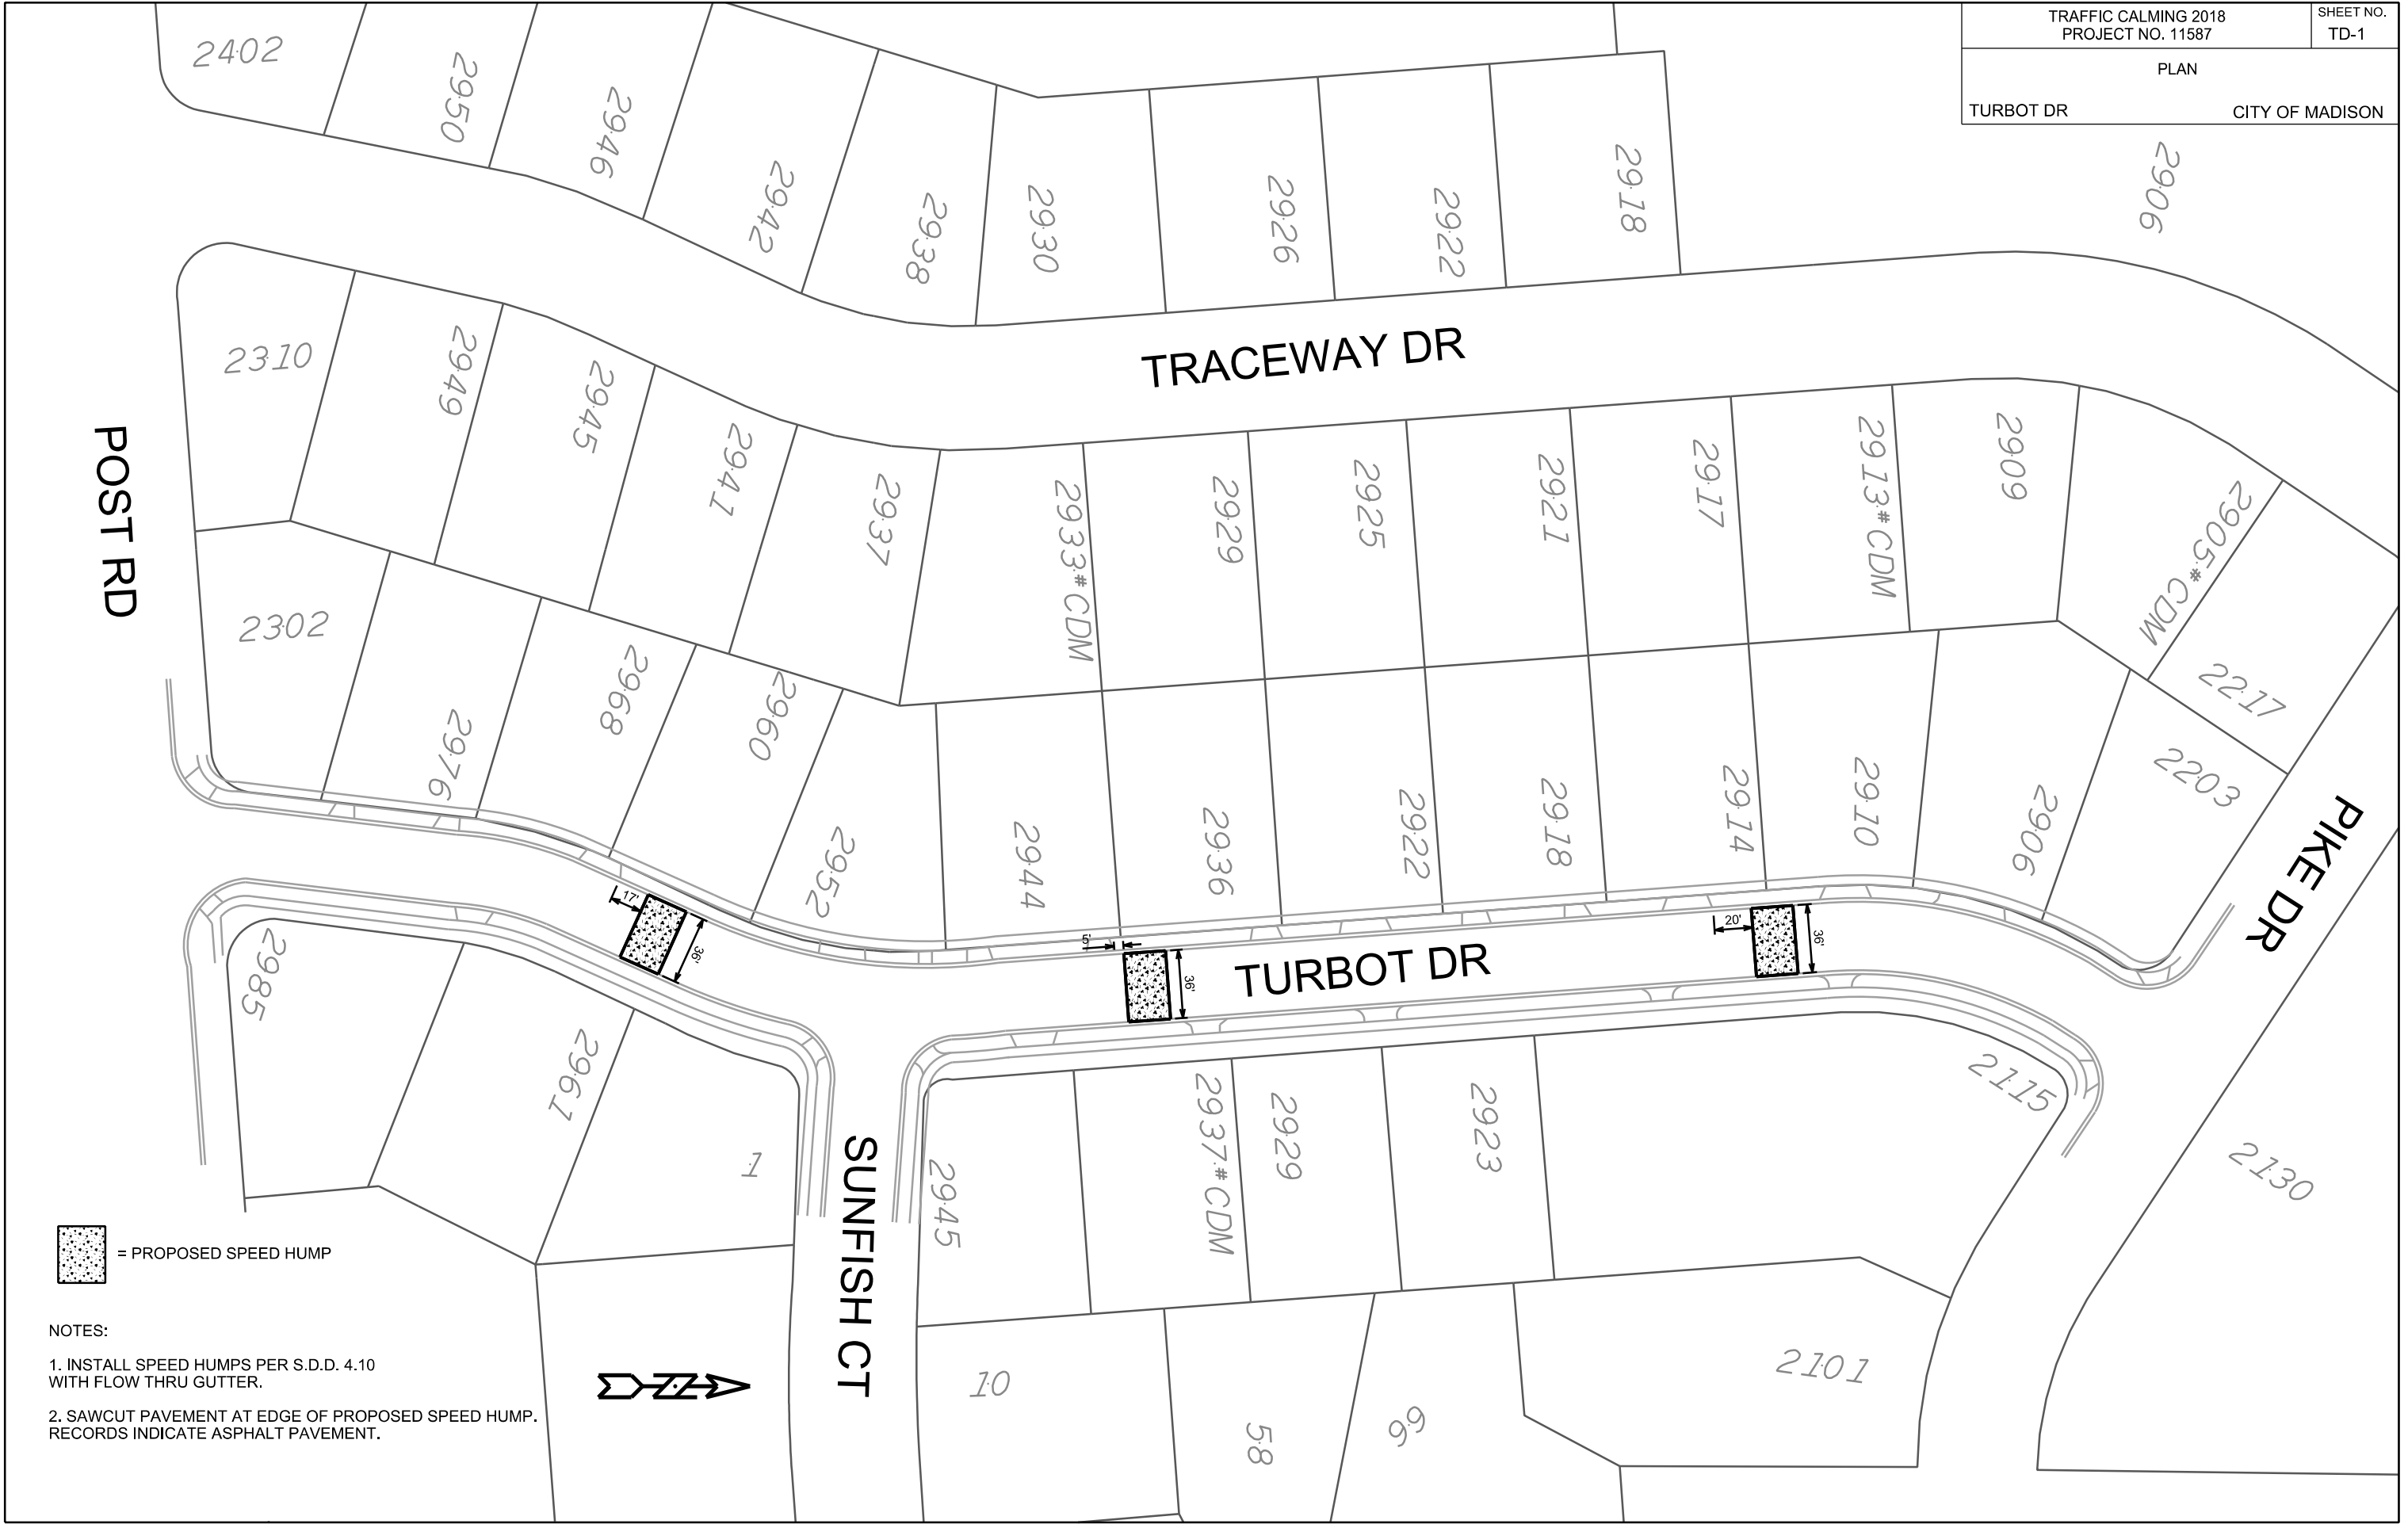 TRAFFIC CALMING 2018
PROJECT NO. 11587
SHEET NO.
TD-1
PLAN
TURBOT DR
CITY OF MADISON
2402
2950
2946
2942
2938
2930
2926
2922
2918
2906
TRACEWAY DR
2310
2949
2945
2941
2937
2933#CDM
2929
2925
2921
2917
2913#CDM
2909
2905#CDM
2217
POST RD
2302
2976
2968
2960
2952
2944
2936
2922
2918
2914
2910
2906
2203
PIKE DR
17'
36'
5'
36'
20'
36'
TURBOT DR
2985
2961
1
SUNFISH CT
2945
2937#CDM
2929
2923
2115
2130
= PROPOSED SPEED HUMP
NOTES:
1. INSTALL SPEED HUMPS PER S.D.D. 4.10
WITH FLOW THRU GUTTER.
2. SAWCUT PAVEMENT AT EDGE OF PROPOSED SPEED HUMP.
RECORDS INDICATE ASPHALT PAVEMENT.
N
10
58
66
2101